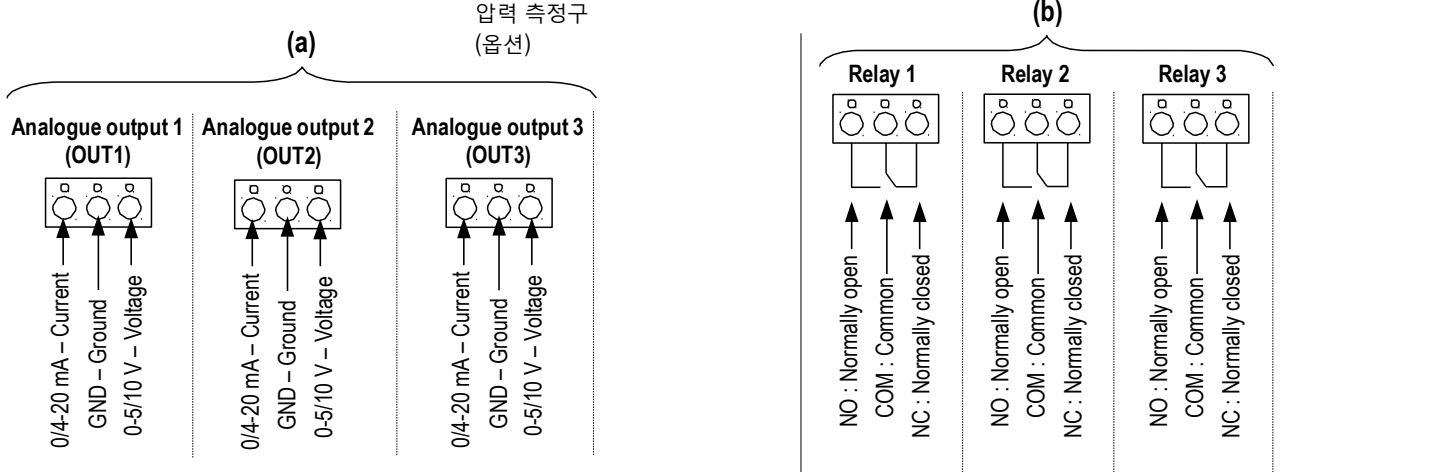 압력 측정구
(옵션)
(a)
Analogue output 1
(OUT1)
Analogue output 2
(OUT2)
Analogue output 3
(OUT3)
0/4-20 mA – Current
GND – Ground
0-5/10 V – Voltage
0/4-20 mA – Current
GND – Ground
0-5/10 V – Voltage
0/4-20 mA – Current
GND – Ground
0-5/10 V – Voltage
(b)
Relay 1
Relay 2
Relay 3
NO : Normally open
COM : Common
NC : Normally closed
NO : Normally open
COM : Common
NC : Normally closed
NO : Normally open
COM : Common
NC : Normally closed